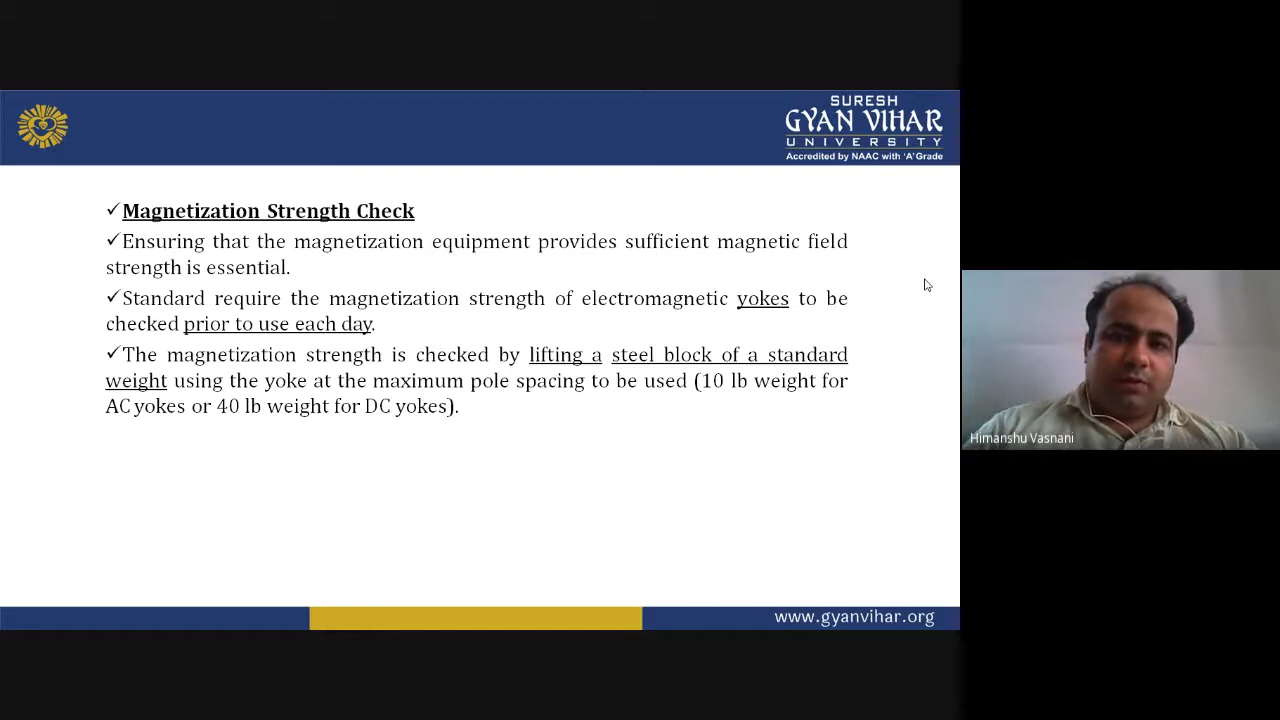 SURESH
GYAN VIHAR
UNIVERSITY
Accredited by NAAC with 'A' Grade
✓Magnetization Strength Check
✓Ensuring that the magnetization equipment provides sufficient magnetic field
strength is essential.
✓Standard require the magnetization strength of electromagnetic yokes to be
checked prior to use each day.
✓The magnetization strength is checked by lifting a steel block of a standard
weight using the yoke at the maximum pole spacing to be used (10 lb weight for
AC yokes or 40 lb weight for DC yokes).
Himanshu Vasnani
www.gyanvihar.org